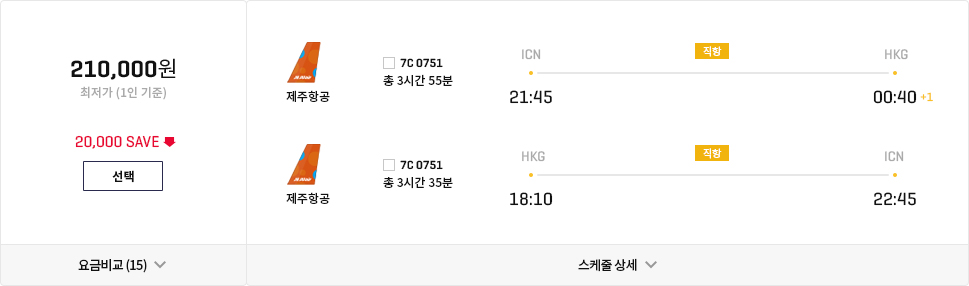 210,000원
최저가 (1인 기준)
20,000 SAVE
선택
요금비교 (15)
제주항공
7C 0751
총 3시간 55분
ICN
직항
HKG
21:45
00:40 +1
제주항공
7C 0751
총 3시간 35분
HKG
직항
ICN
18:10
22:45
스케줄 상세